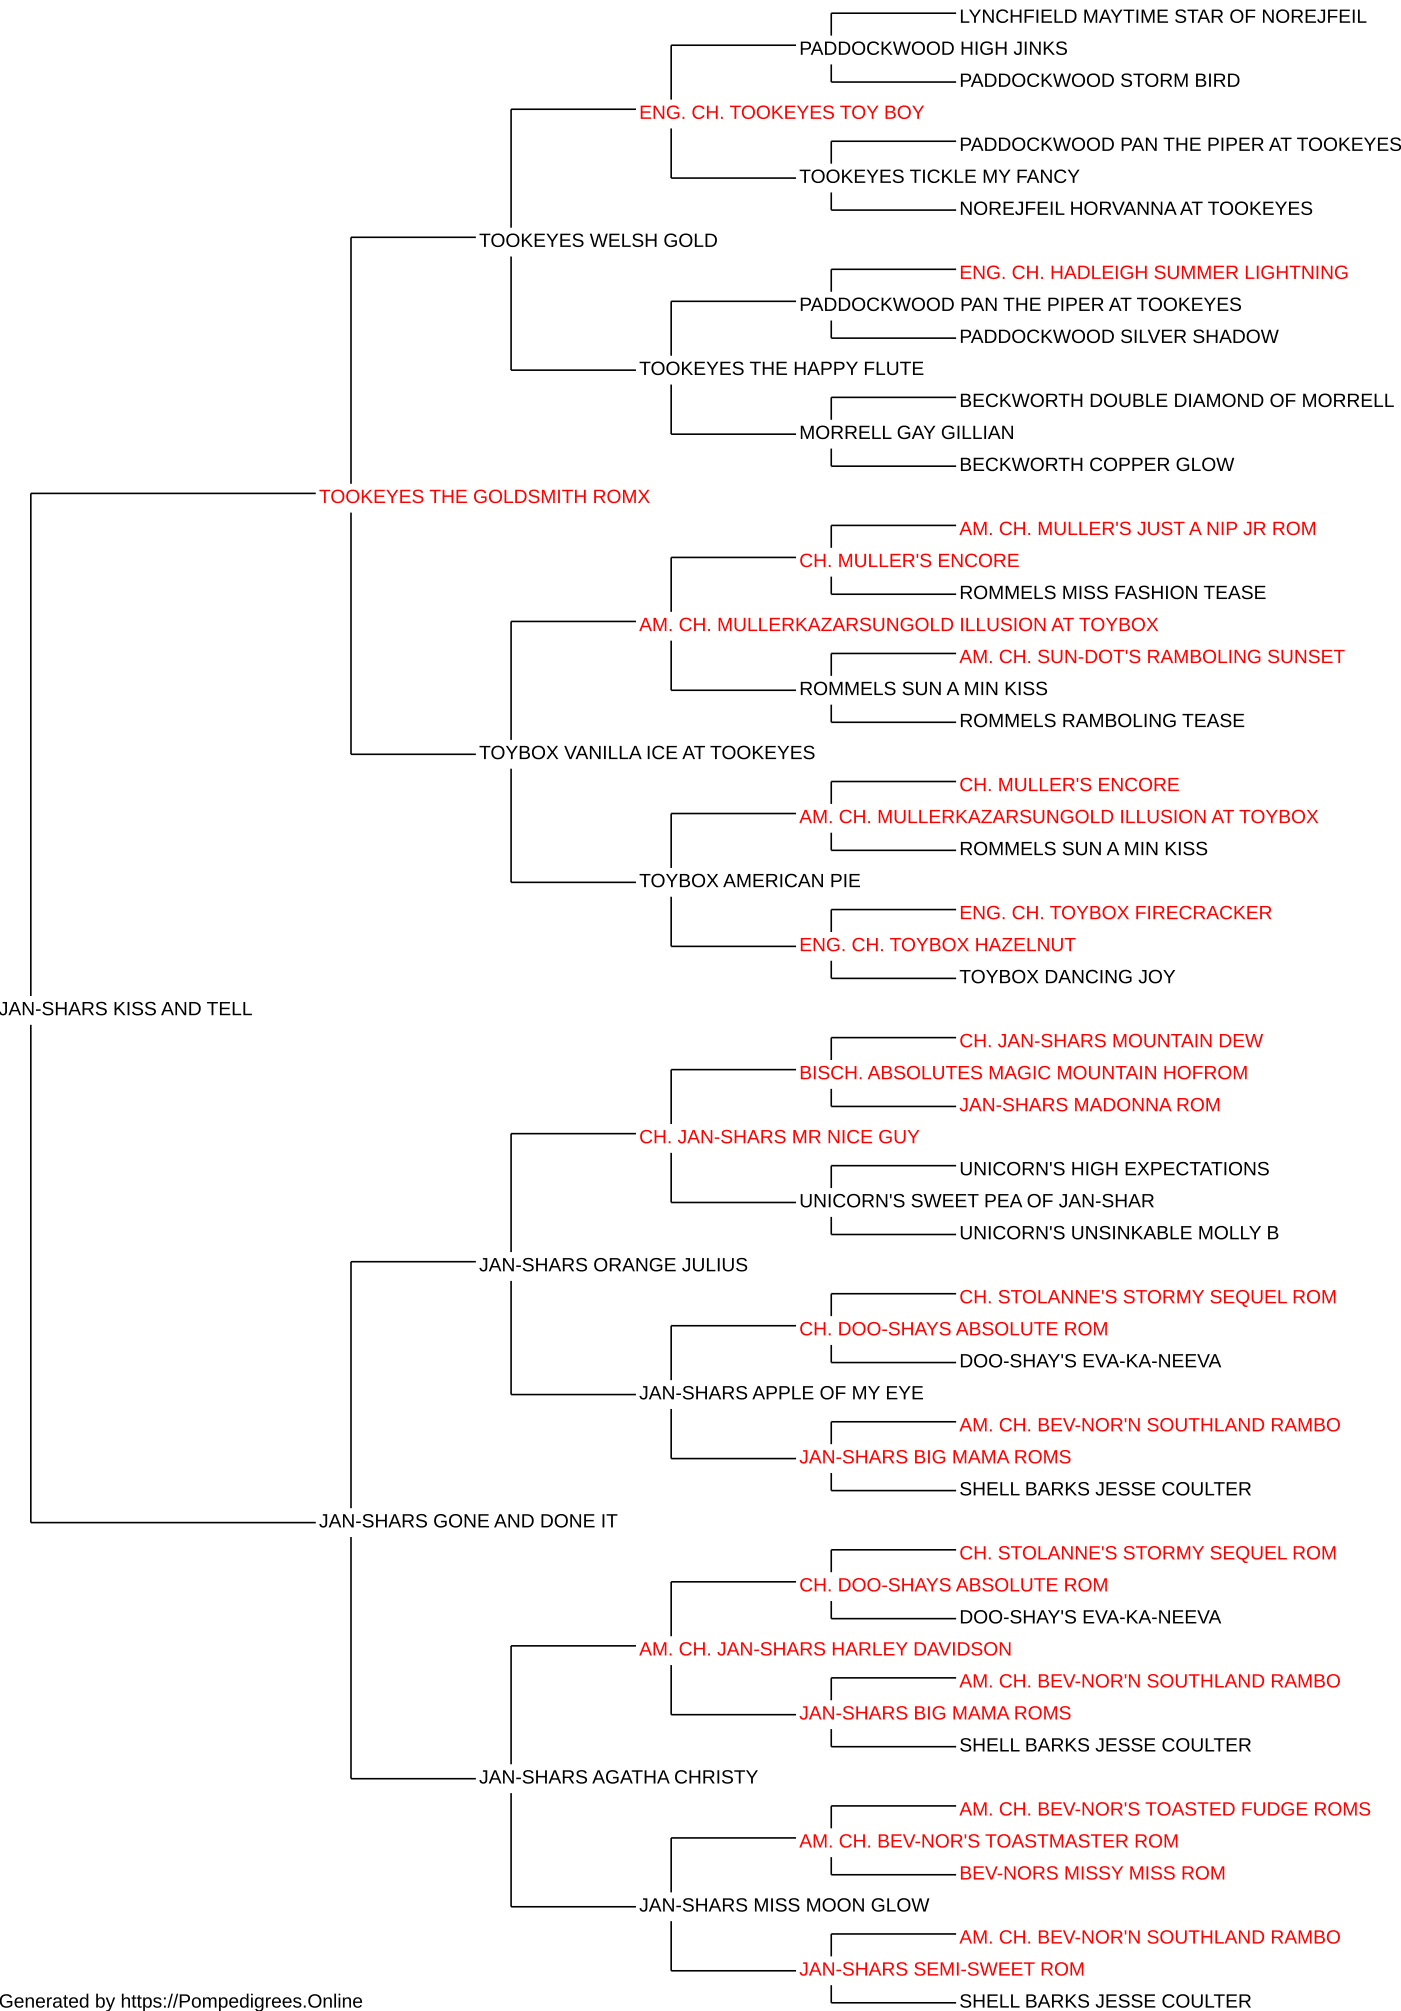 LYNCHFIELD MAYTIME STAR OF NOREJFEIL
PADDOCKWOOD HIGH JINKS
PADDOCKWOOD STORM BIRD
ENG. CH. TOOKEYES TOY BOY
PADDOCKWOOD PAN THE PIPER AT TOOKEYES
TOOKEYES TICKLE MY FANCY
NOREJFEIL HORVANNA AT TOOKEYES
TOOKEYES WELSH GOLD
ENG. CH. HADLEIGH SUMMER LIGHTNING
PADDOCKWOOD PAN THE PIPER AT TOOKEYES
PADDOCKWOOD SILVER SHADOW
TOOKEYES THE HAPPY FLUTE
BECKWORTH DOUBLE DIAMOND OF MORRELL
MORRELL GAY GILLIAN
BECKWORTH COPPER GLOW
TOOKEYES THE GOLDSMITH ROMX
AM. CH. MULLER'S JUST A NIP JR ROM
CH. MULLER'S ENCORE
ROMMELS MISS FASHION TEASE
AM. CH. MULLERKAZARSUNGOLD ILLUSION AT TOYBOX
AM. CH. SUN-DOT'S RAMBOLING SUNSET
ROMMELS SUN A MIN KISS
ROMMELS RAMBOLING TEASE
TOYBOX VANILLA ICE AT TOOKEYES
CH. MULLER'S ENCORE
AM. CH. MULLERKAZARSUNGOLD ILLUSION AT TOYBOX
ROMMELS SUN A MIN KISS
TOYBOX AMERICAN PIE
ENG. CH. TOYBOX FIRECRACKER
ENG. CH. TOYBOX HAZELNUT
TOYBOX DANCING JOY
JAN-SHARS KISS AND TELL
CH. JAN-SHARS MOUNTAIN DEW
BISCH. ABSOLUTES MAGIC MOUNTAIN HOFROM
JAN-SHARS MADONNA ROM
CH. JAN-SHARS MR NICE GUY
UNICORN'S HIGH EXPECTATIONS
UNICORN'S SWEET PEA OF JAN-SHAR
UNICORN'S UNSINKABLE MOLLY B
JAN-SHARS ORANGE JULIUS
CH. STOLANNE'S STORMY SEQUEL ROM
CH. DOO-SHAYS ABSOLUTE ROM
DOO-SHAY'S EVA-KA-NEEVA
JAN-SHARS APPLE OF MY EYE
AM. CH. BEV-NOR'N SOUTHLAND RAMBO
JAN-SHARS BIG MAMA ROMS
SHELL BARKS JESSE COULTER
JAN-SHARS GONE AND DONE IT
CH. STOLANNE'S STORMY SEQUEL ROM
CH. DOO-SHAYS ABSOLUTE ROM
DOO-SHAY'S EVA-KA-NEEVA
AM. CH. JAN-SHARS HARLEY DAVIDSON
AM. CH. BEV-NOR'N SOUTHLAND RAMBO
JAN-SHARS BIG MAMA ROMS
SHELL BARKS JESSE COULTER
JAN-SHARS AGATHA CHRISTY
AM. CH. BEV-NOR'S TOASTED FUDGE ROMS
AM. CH. BEV-NOR'S TOASTMASTER ROM
BEV-NORS MISSY MISS ROM
JAN-SHARS MISS MOON GLOW
AM. CH. BEV-NOR'N SOUTHLAND RAMBO
JAN-SHARS SEMI-SWEET ROM
SHELL BARKS JESSE COULTER
Generated by https://Pompedigrees.Online